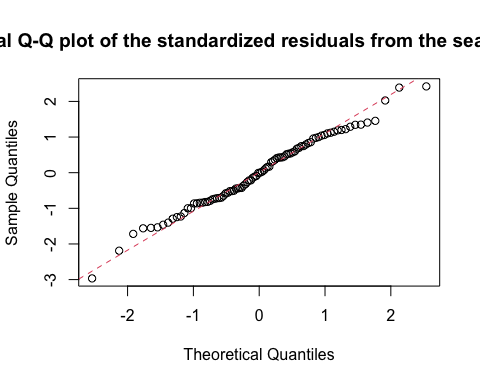 al Q-Q plot of the standardized residuals from the sea
2
1
0
-1
-2
-3
Sample Quantiles
-2 -1 0 1 2
Theoretical Quantiles